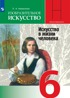 ИЗОБРАЗИТЕЛЬНОЕ
ИСКУССТВО
Искусство в жизни
человека
6